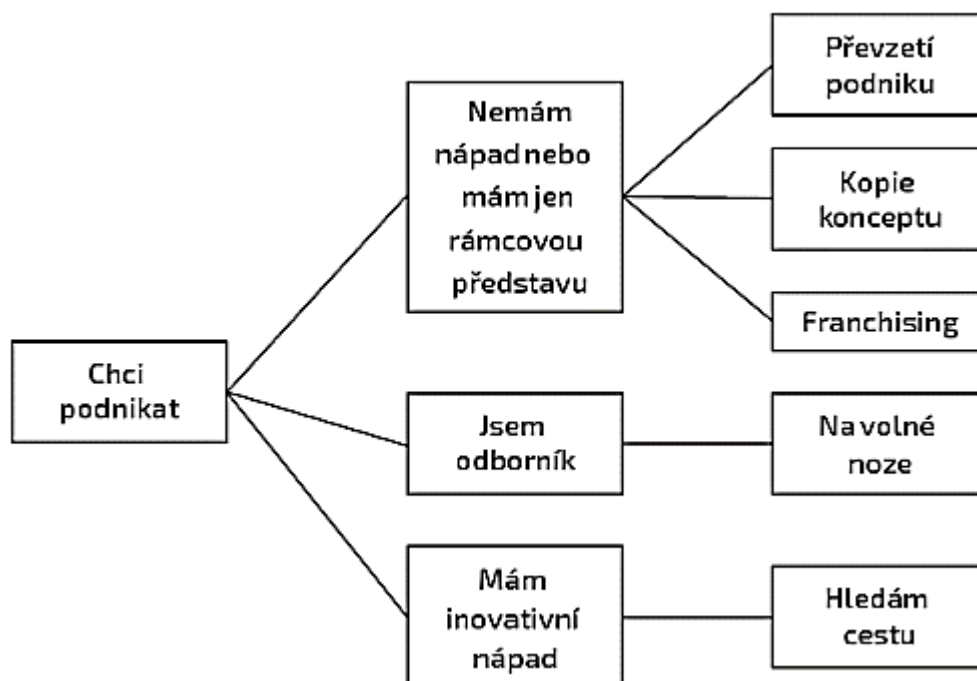 Chci
podnikat
Nemám
nápad nebo
mám jen
rámcovou
představu
Převzetí
podniku
Kopie
konceptu
Franchising
Jsem
odborník
Na volné
noze
Mám
inovativní
nápad
Hledám
cestu